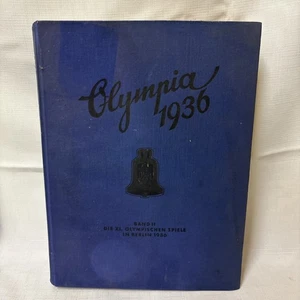 Olympia
1936
BAND II
DIE XI. OLYMPISCHEN SPIELE
IN BERLIN 1936